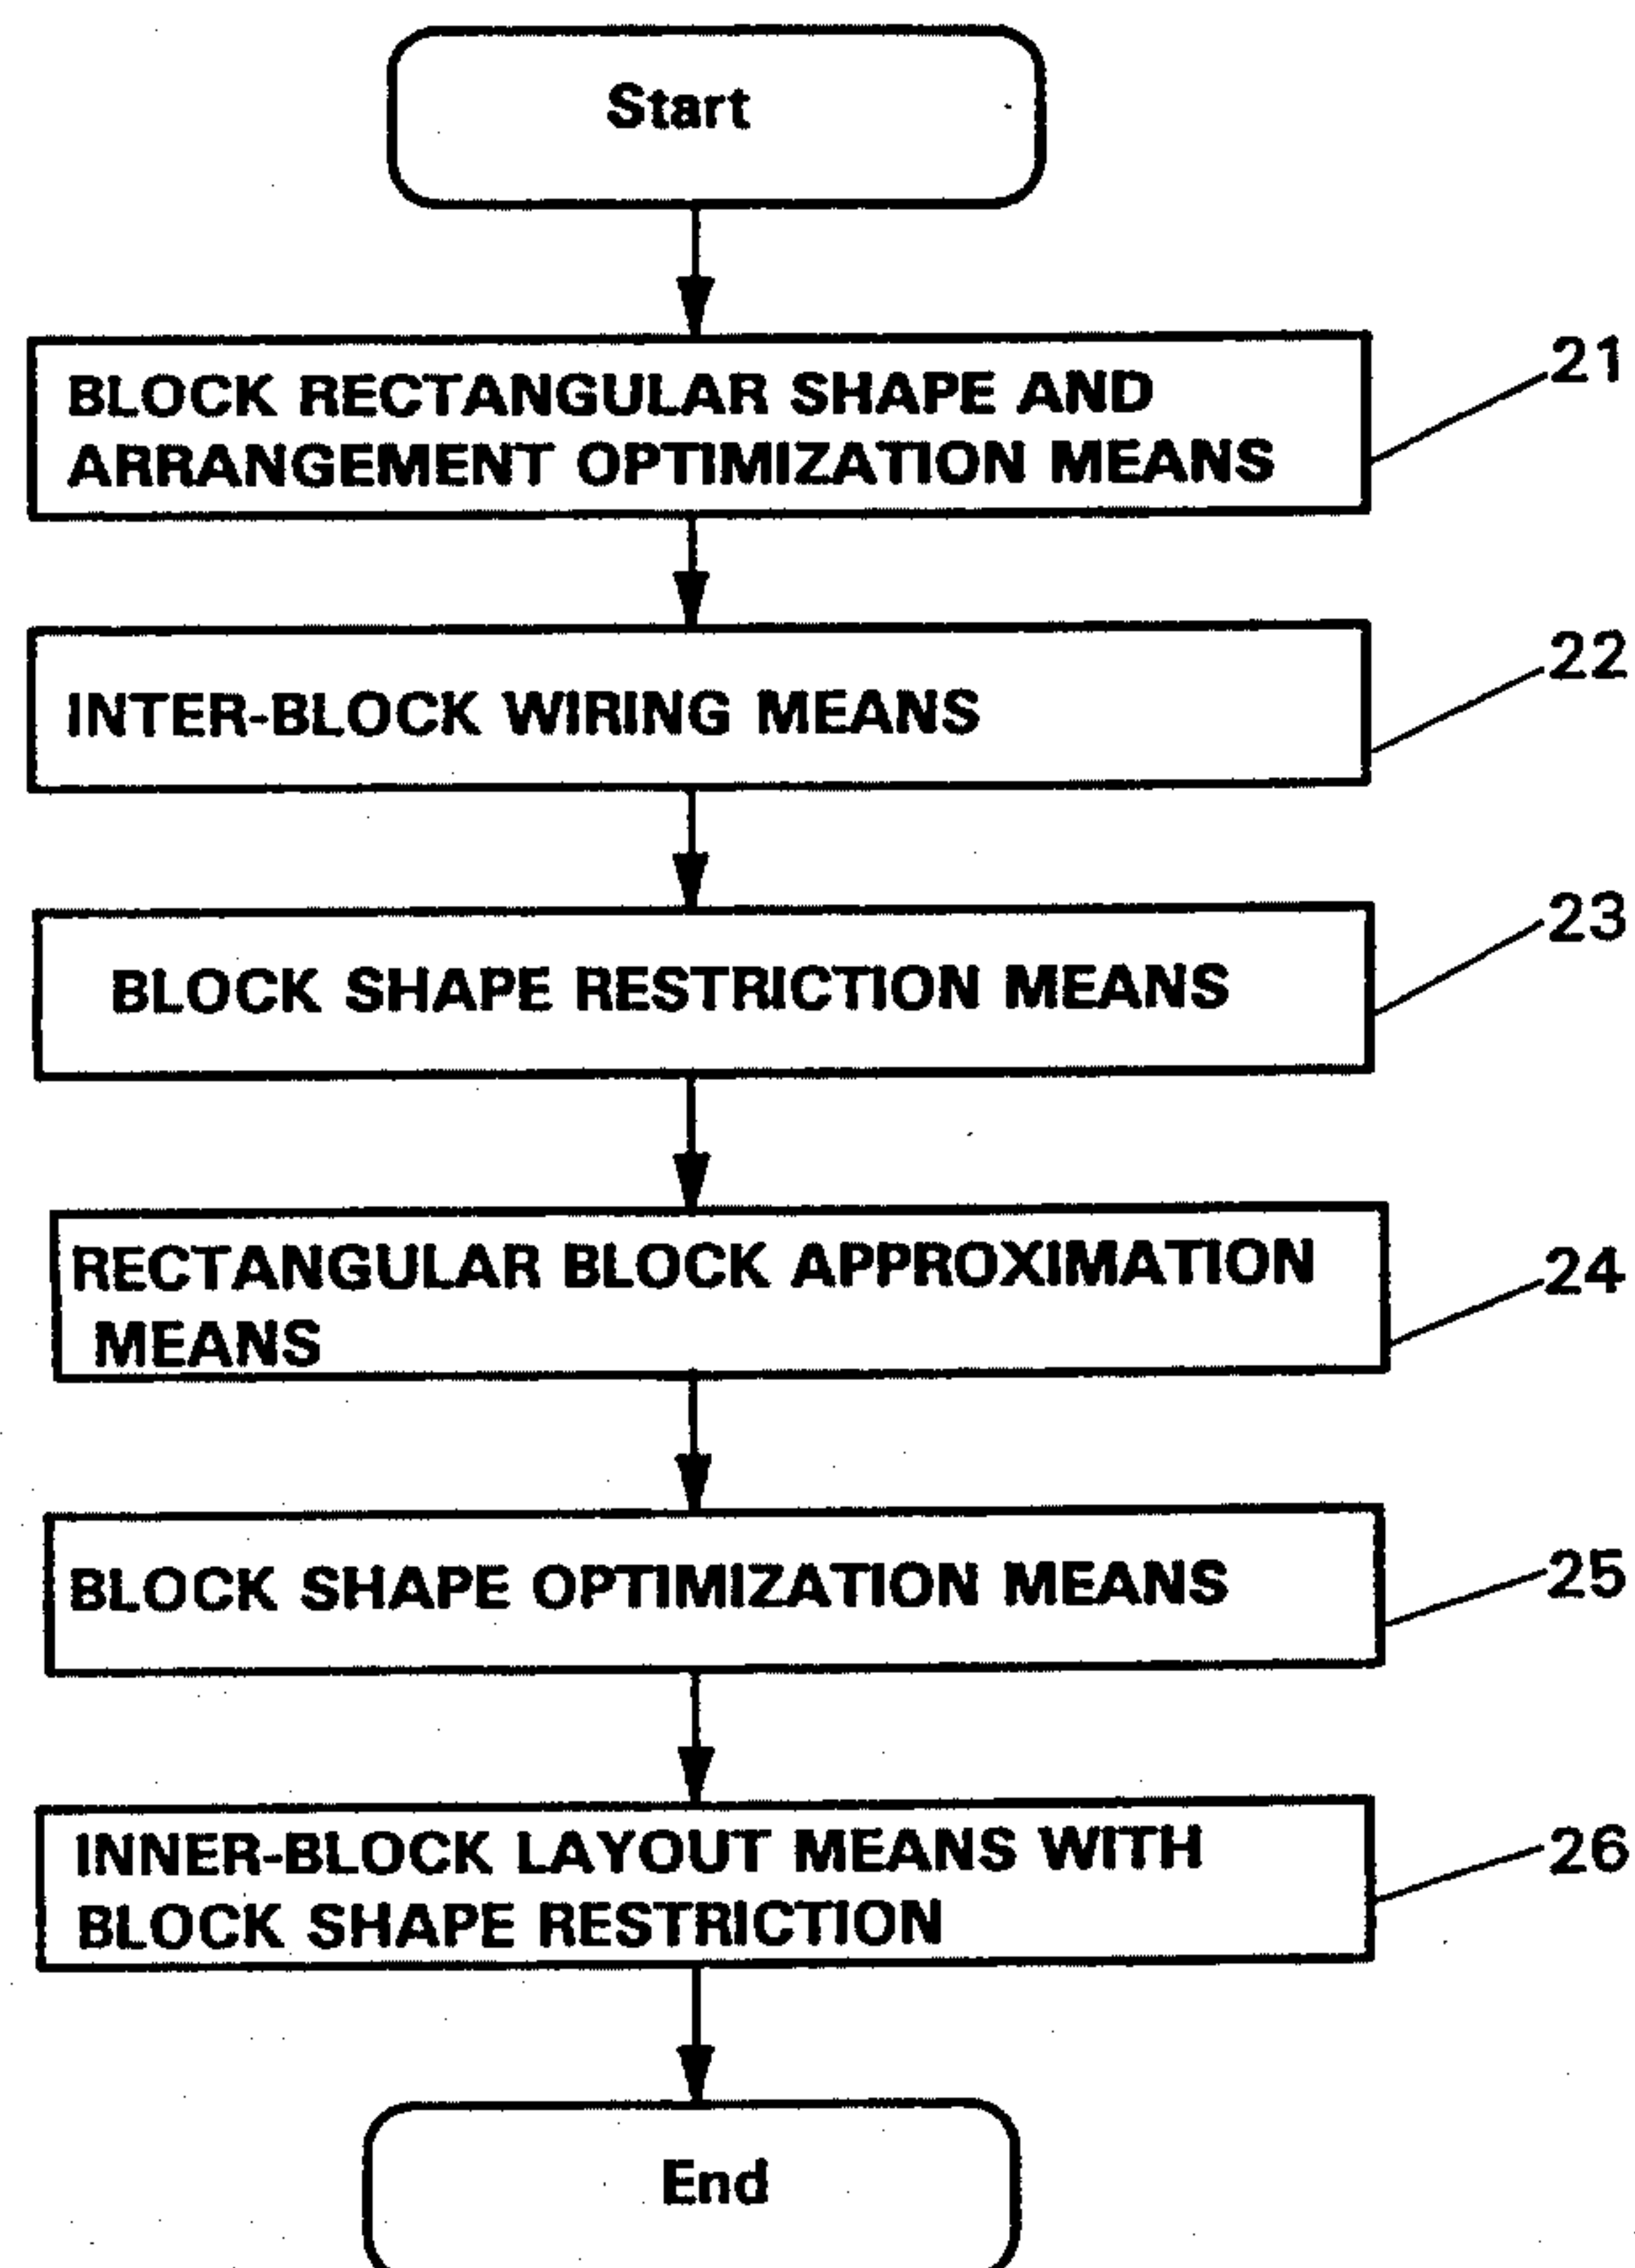 Start
BLOCK RECTANGULAR SHAPE AND
ARRANGEMENT OPTIMIZATION MEANS
21
INTER-BLOCK WIRING MEANS
22
BLOCK SHAPE RESTRICTION MEANS
23
RECTANGULAR BLOCK APPROXIMATION
MEANS
24
BLOCK SHAPE OPTIMIZATION MEANS
25
INNER-BLOCK LAYOUT MEANS WITH
BLOCK SHAPE RESTRICTION
26
End